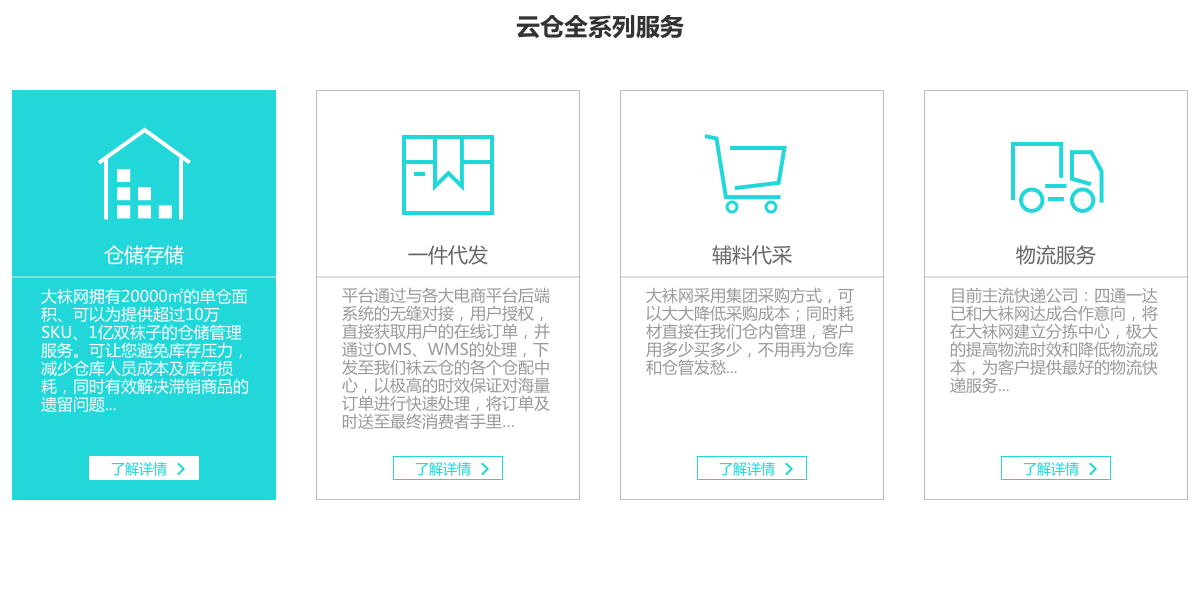 云仓全系列服务
仓储存储
大袜网拥有20000㎡的单仓面
积、可以为提供超过10万
SKU、1亿双袜子的仓储管理
服务。可让您避免库存压力，
减少仓库人员成本及库存损
耗，同时有效解决滞销商品的
遗留问题...
了解详情
一件代发
平台通过与各大电商平台后端
系统的无缝对接，用户授权，
直接获取用户的在线订单，并
通过OMS、WMS的处理，下
发至我们袜云仓的各个仓配中
心，以极高的时效保证对海量
订单进行快速处理，将订单及
时送至最终消费者手里...
了解详情
辅料代采
大袜网采用集团采购方式，可
以大大降低采购成本；同时耗
材直接在我们仓内管理，客户
用多少买多少，不用再为仓库
和仓管发愁...
了解详情
物流服务
目前主流快递公司：四通一达
已和大袜网达成合作意向，将
在大袜网建立分拣中心，极大
的提高物流时效和降低物流成
本，为客户提供最好的物流快
递服务...
了解详情